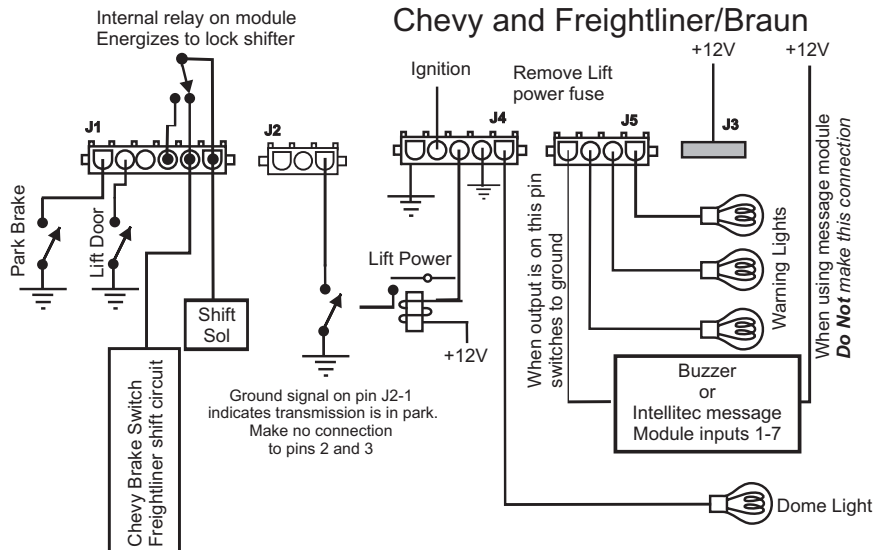 Chevy and Freightliner/Braun
Internal relay on module
Energizes to lock shifter
Ignition
Remove Lift
power fuse
+12V
+12V
J1
J2
J4
J5
J3
Park Brake
Lift Door
Lift Power
+12V
Shift
Sol
Chevy Brake Switch
Freightliner shift circuit
Ground signal on pin J2-1
indicates transmission is in park.
Make no connection
to pins 2 and 3
When output is on this pin
switches to ground
Warning Lights
When using message module
Do Not make this connection
Buzzer
or
Intellitec message
Module inputs 1-7
Dome Light